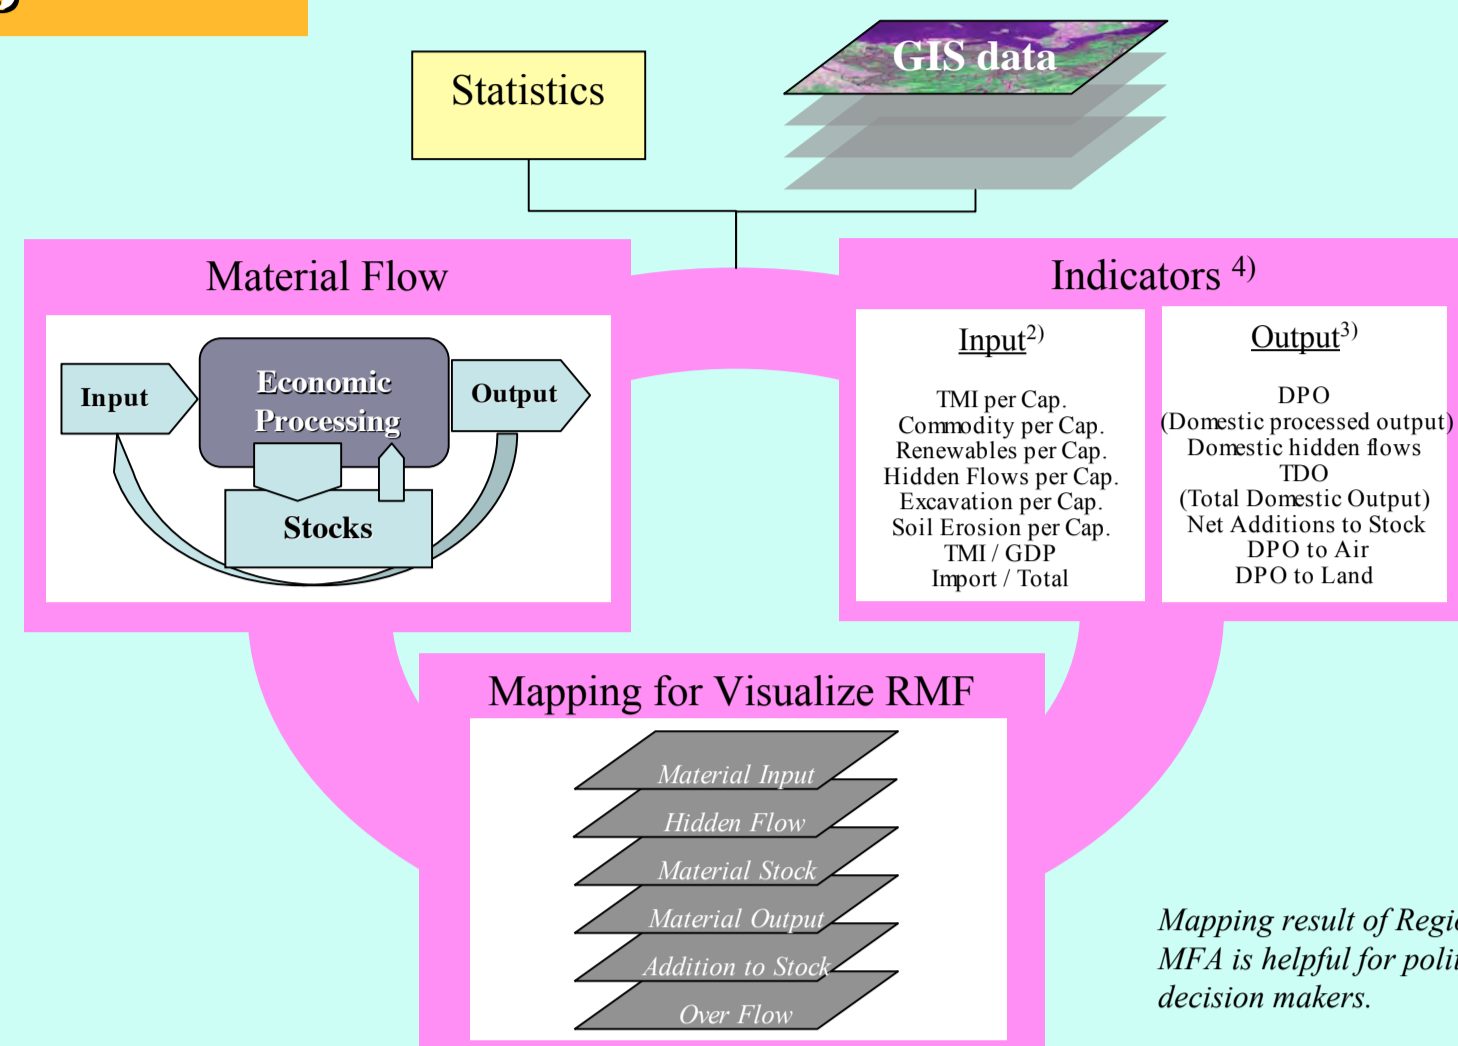 Statistics
GIS data
Material Flow
Input
Economic
Processing
Output
Stocks
Indicators 4)
Input2)
TMI per Cap.
Commodity per Cap.
Renewables per Cap.
Hidden Flows per Cap.
Excavation per Cap.
Soil Erosion per Cap.
TMI / GDP
Import / Total
Output3)
DPO
(Domestic processed output)
Domestic hidden flows
TDO
(Total Domestic Output)
Net Additions to Stock
DPO to Air
DPO to Land
Mapping for Visualize RMF
Material Input
Hidden Flow
Material Stock
Material Output
Addition to Stock
Over Flow
Mapping result of
MFA is helpful for
decision makers.